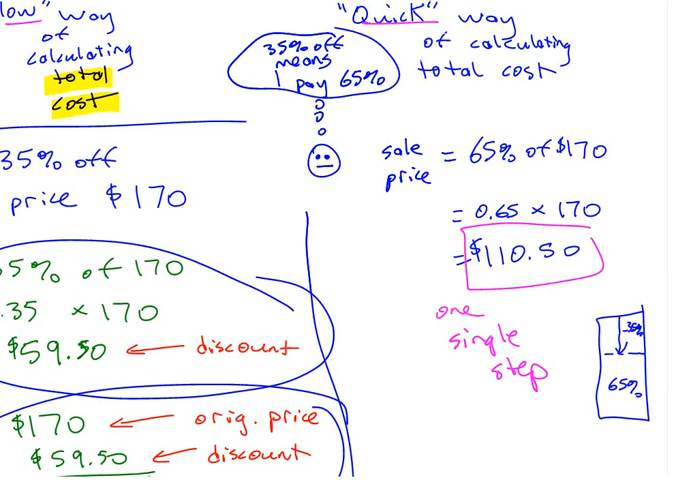 low" way
of
calculating
total
cost
35% off
price $170
5% of 170
.35 x 170
$59.50 ← discount
$170 ← orig. price
$59.50 ← discount
"Quick" way
of calculating
total cost
35% off
means
I pay 65%
sale price = 65% of $170
= 0.65 x 170
= $110.50
one
single
step
35%
65%